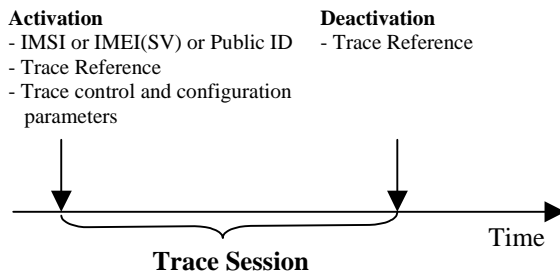 Activation
- IMSI or IMEI(SV) or Public ID
- Trace Reference
- Trace control and configuration
parameters
Deactivation
- Trace Reference
Time
Trace Session